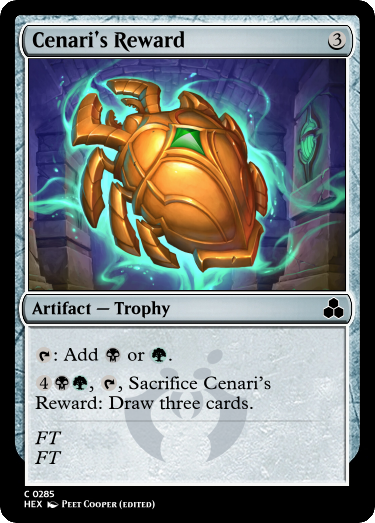 Cenari's Reward 3
Artifact — Trophy
: Add or .
4 , , Sacrifice Cenari's
Reward: Draw three cards.
FT
FT
C 0285
HEX Peet Cooper (edited)